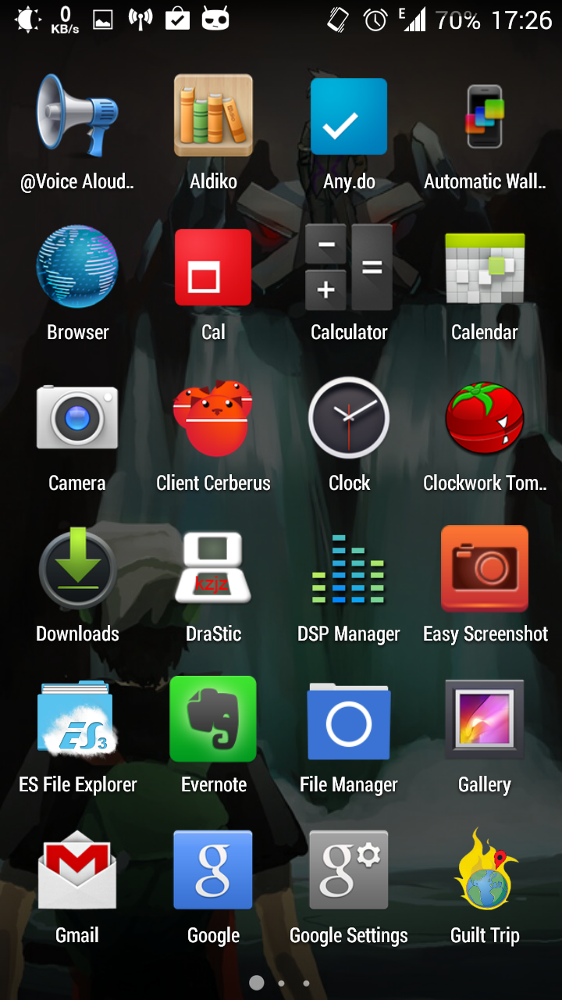 0
KB/s
E
70%
17:26
@Voice Aloud..
Aldiko
Any.do
Automatic Wall..
Browser
Cal
Calculator
Calendar
Camera
Client Cerberus
Clock
Clockwork Tom..
kzjz
Downloads
DraStic
DSP Manager
Easy Screenshot
ES3
ES File Explorer
Evernote
File Manager
Gallery
g
g
Gmail
Google
Google Settings
Guilt Trip